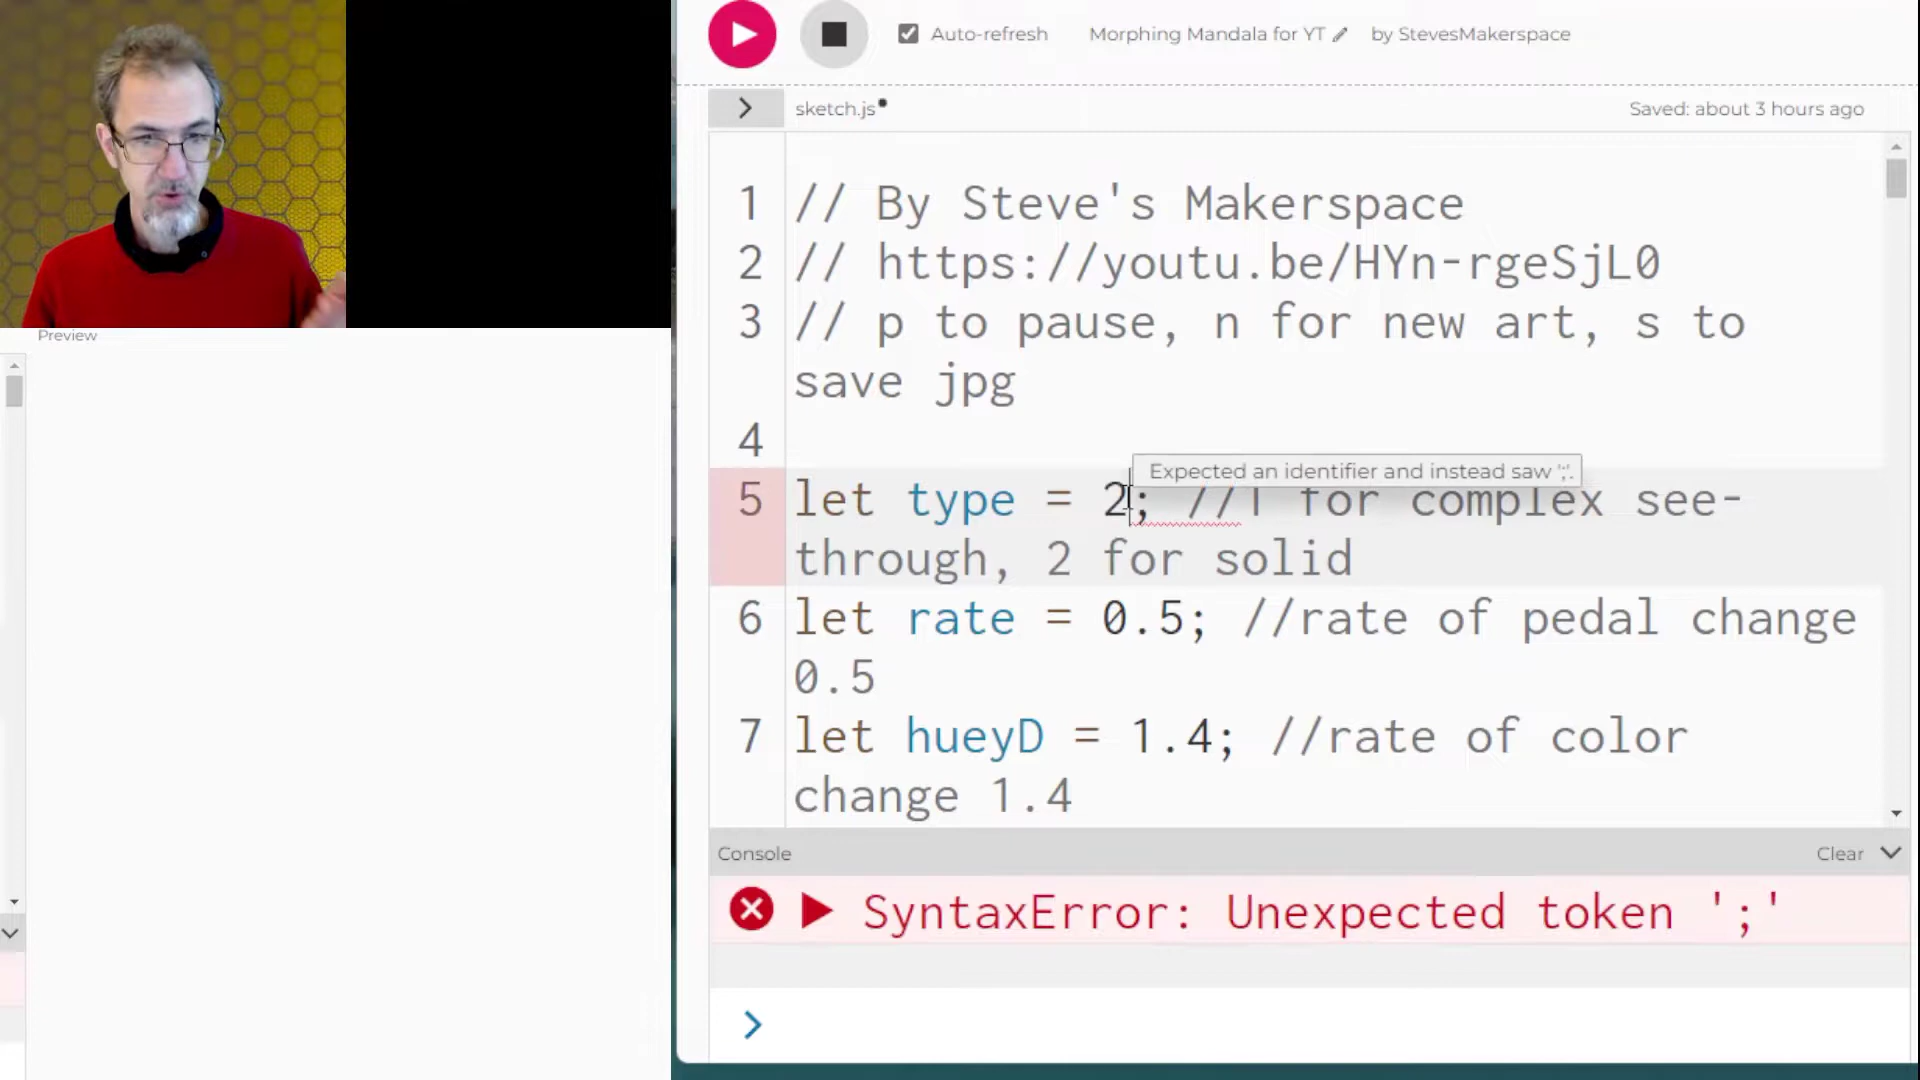 Auto-refresh Morphing Mandala for YT by StevesMakerspace
sketch.js Saved: about 3 hours ago
Preview
1 // By Steve's Makerspace
2 // https://youtu.be/HYn-rgeSjL0
3 // p to pause, n for new art, s to
save jpg
4
Expected an identifier and instead saw ';'.
5 let type = 2; //1 for complex see-
through, 2 for solid
6 let rate = 0.5; //rate of pedal change
0.5
7 let hueyD = 1.4; //rate of color
change 1.4
Console Clear
SyntaxError: Unexpected token ';'